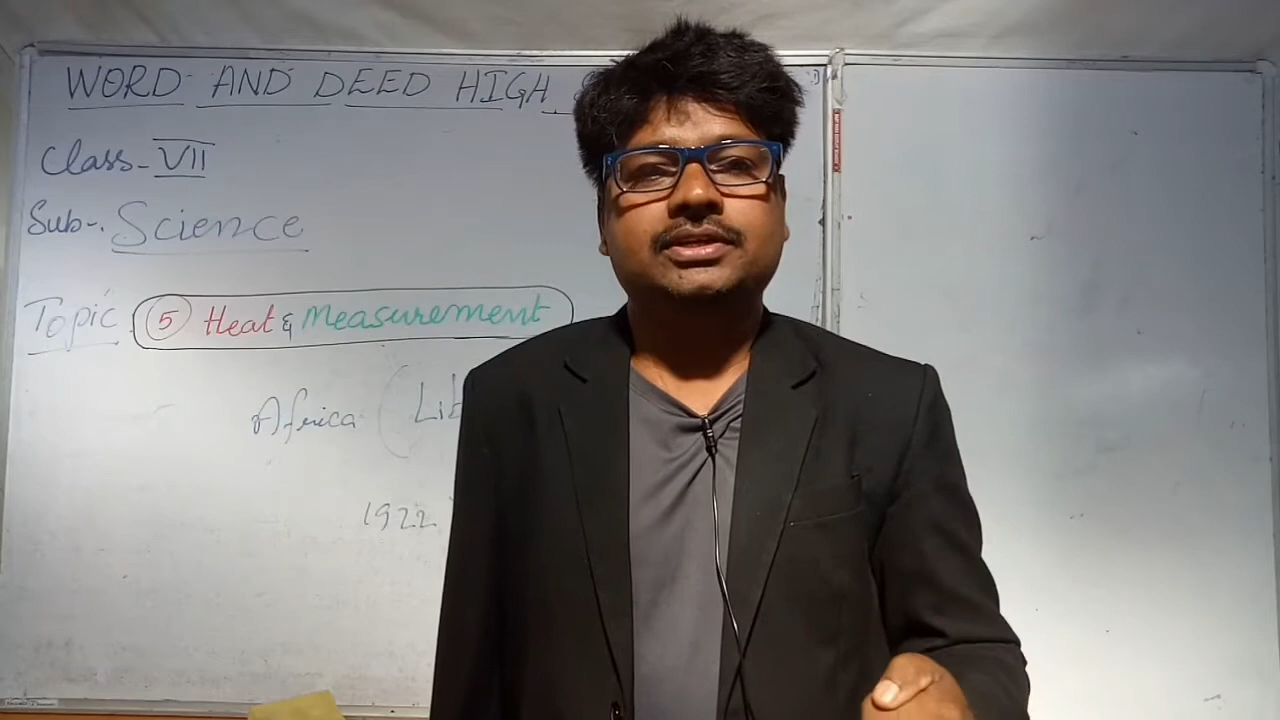 WORD AND DEED HIGH
Class- VII
Sub-. Science
Topic 5 Heat & Measurement
Africa (Lib
1922